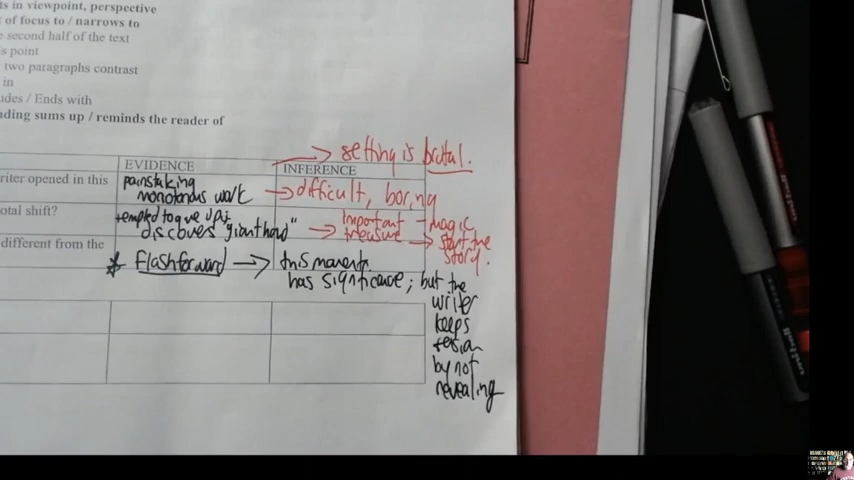 ts in viewpoint, perspective
of focus to / narrows to
second half of the text
s point
two paragraphs contrast
in
udes / Ends with
ding sums up / reminds the reader of
→ setting is brutal.
EVIDENCE INFERENCE
riter opened in this painstaking
monotonous work → difficult, boring
otal shift? tempted to give up;
discovers "giant hand" → important treasure → magic start the story.
different from the
* Flashforward → this moment
has significance; but the
writer
keeps
tension
by not
revealing